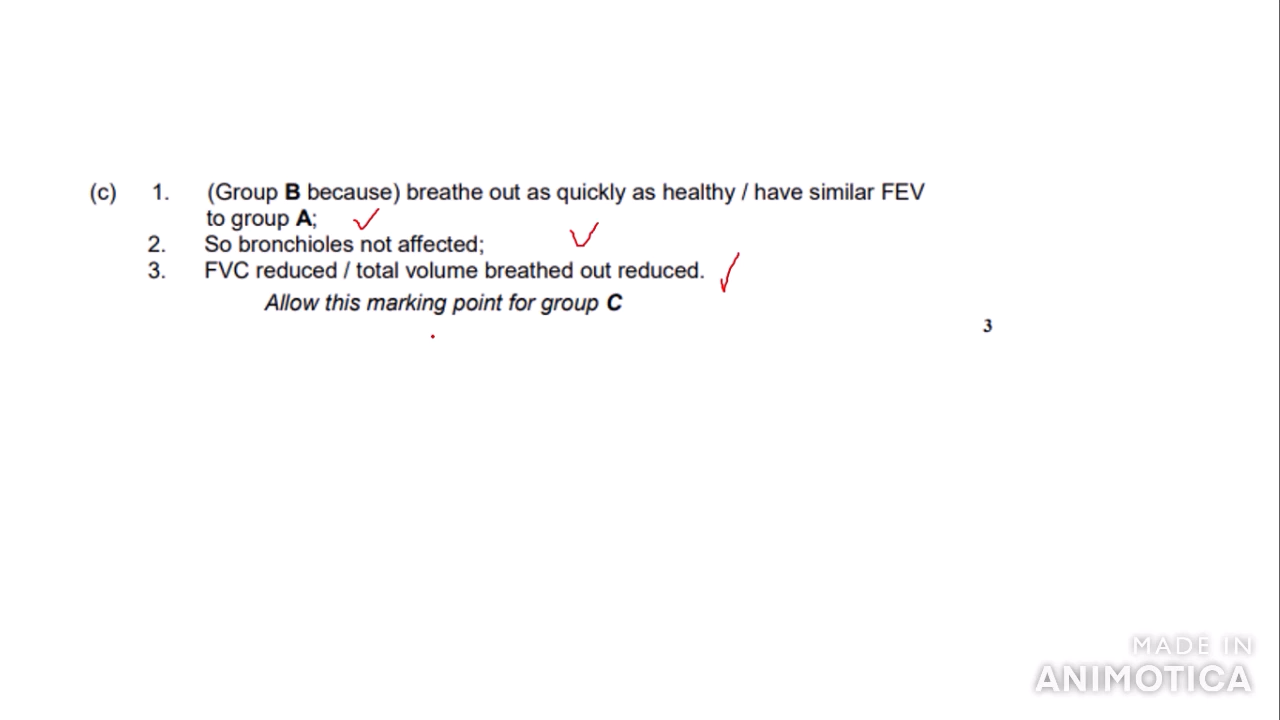 (c) 1. (Group B because) breathe out as quickly as healthy / have similar FEV
to group A;
2. So bronchioles not affected;
3. FVC reduced / total volume breathed out reduced.
Allow this marking point for group C
3
MADE IN
ANIMOTICA